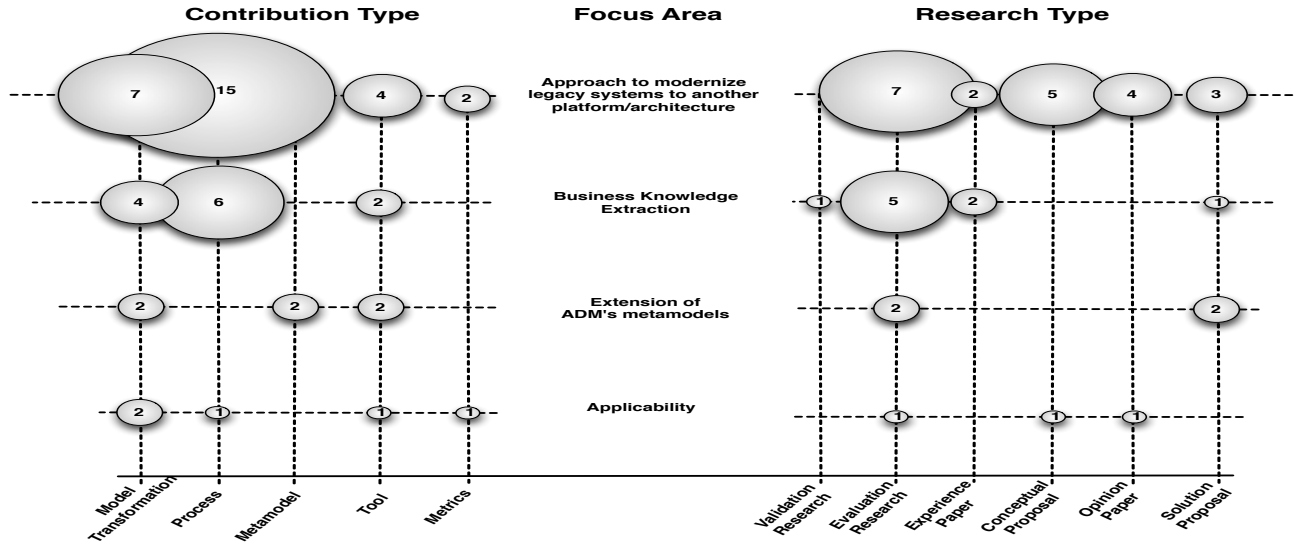 Contribution Type
Focus Area
Research Type
7
15
4
2
Approach to modernize
legacy systems to another
platform/architecture
7
2
5
4
3
4
6
2
Business Knowledge
Extraction
1
5
2
1
2
2
2
Extension of
ADM's metamodels
2
2
2
1
1
1
Applicability
1
1
1
Model
Transformation
Process
Metamodel
Tool
Metrics
Validation
Research
Evaluation
Research
Experience
Paper
Conceptual
Proposal
Opinion
Paper
Solution
Proposal